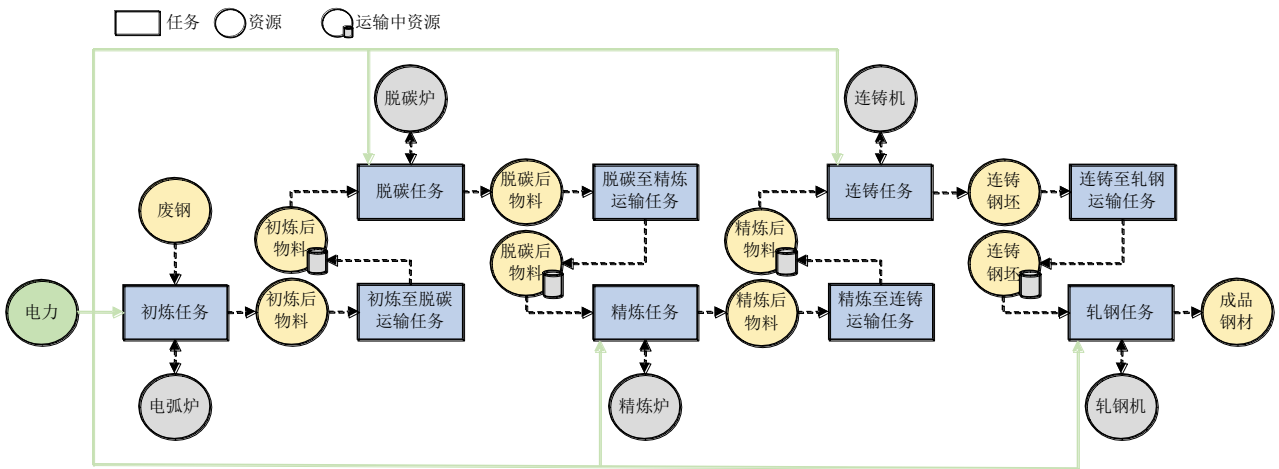 任务
资源
运输中资源
脱碳炉
连铸机
脱碳任务
脱碳后
物料
脱碳至精炼
运输任务
连铸任务
连铸
钢坯
连铸至轧钢
运输任务
废钢
初炼后
物料
脱碳后
物料
精炼后
物料
连铸
钢坯
电力
初炼任务
初炼后
物料
初炼至脱碳
运输任务
精炼任务
精炼后
物料
精炼至连铸
运输任务
轧钢任务
成品
钢材
电弧炉
精炼炉
轧钢机